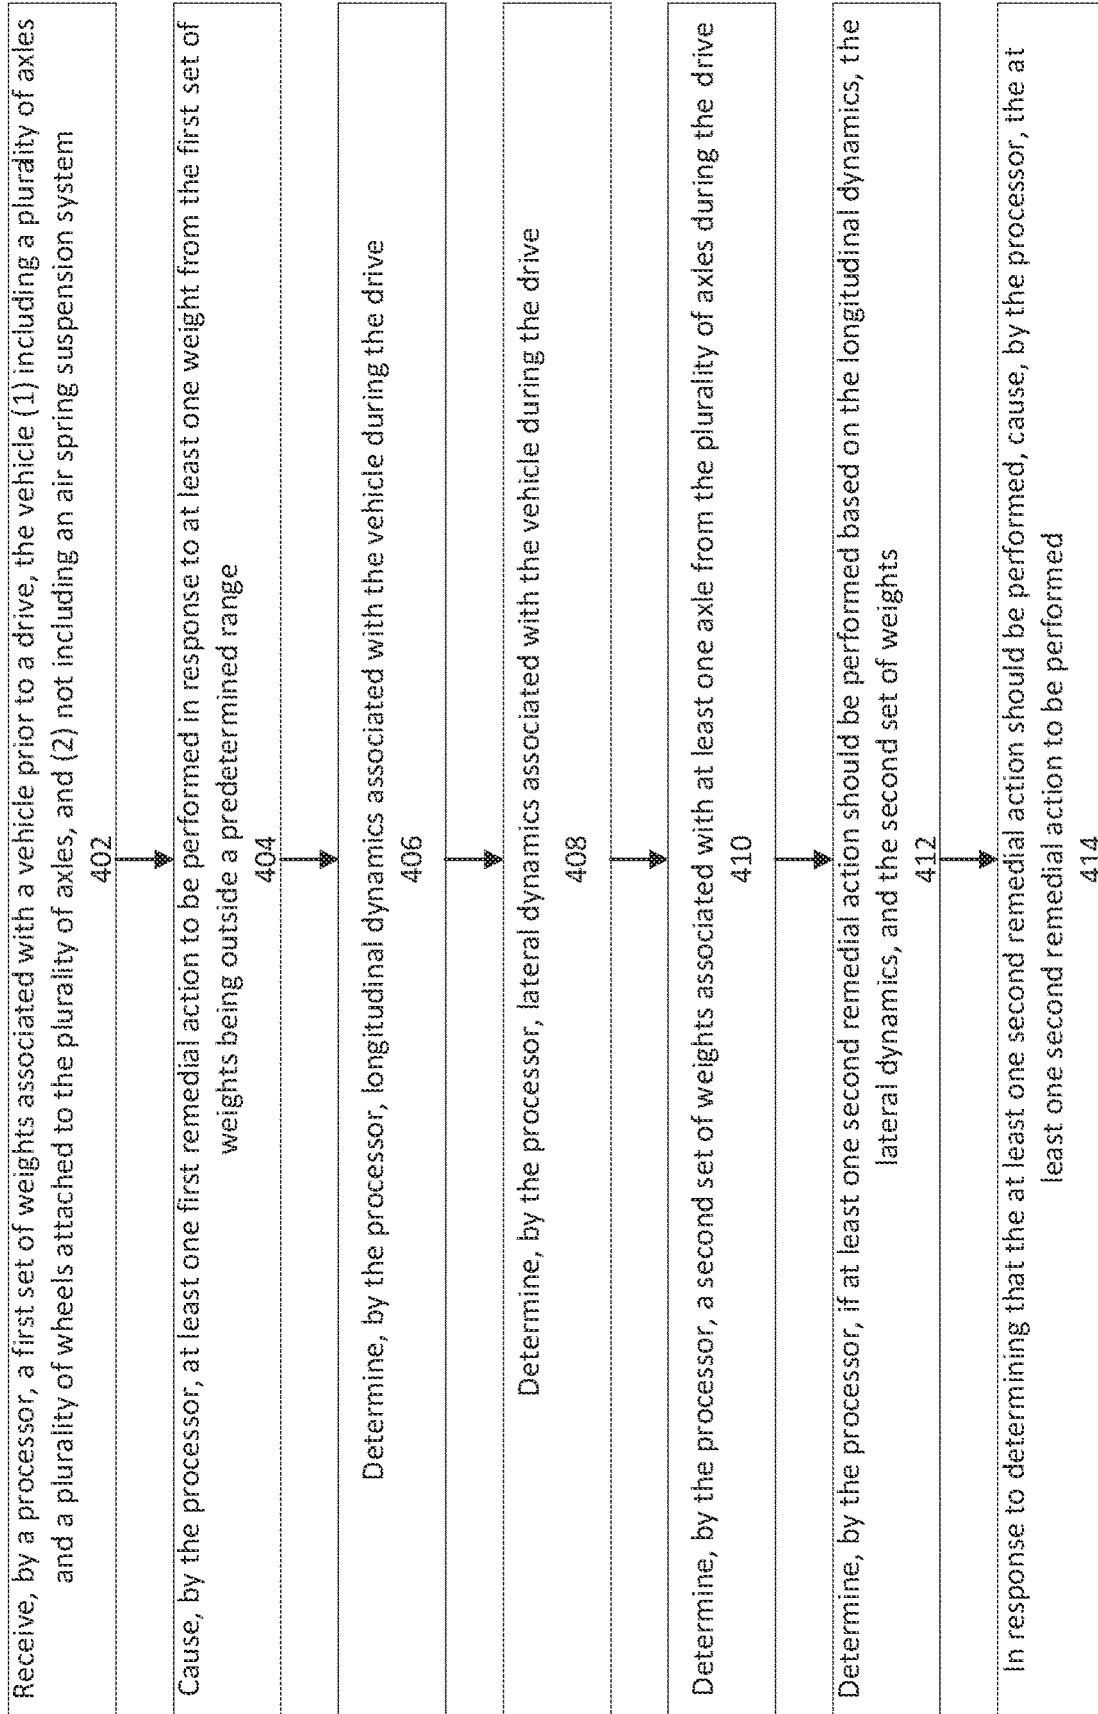 Receive, by a processor, a first set of weights associated with a vehicle prior to a drive, the vehicle (1) including a plurality of axles
and a plurality of wheels attached to the plurality of axles, and (2) not including an air spring suspension system
402
Cause, by the processor, at least one first remedial action to be performed in response to at least one weight from the first set of
weights being outside a predetermined range
404
Determine, by the processor, longitudinal dynamics associated with the vehicle during the drive
406
Determine, by the processor, lateral dynamics associated with the vehicle during the drive
408
Determine, by the processor, a second set of weights associated with at least one axle from the plurality of axles during the drive
410
Determine, by the processor, if at least one second remedial action should be performed based on the longitudinal dynamics, the
lateral dynamics, and the second set of weights
412
In response to determining that the at least one second remedial action should be performed, cause, by the processor, the at
least one second remedial action to be performed
414